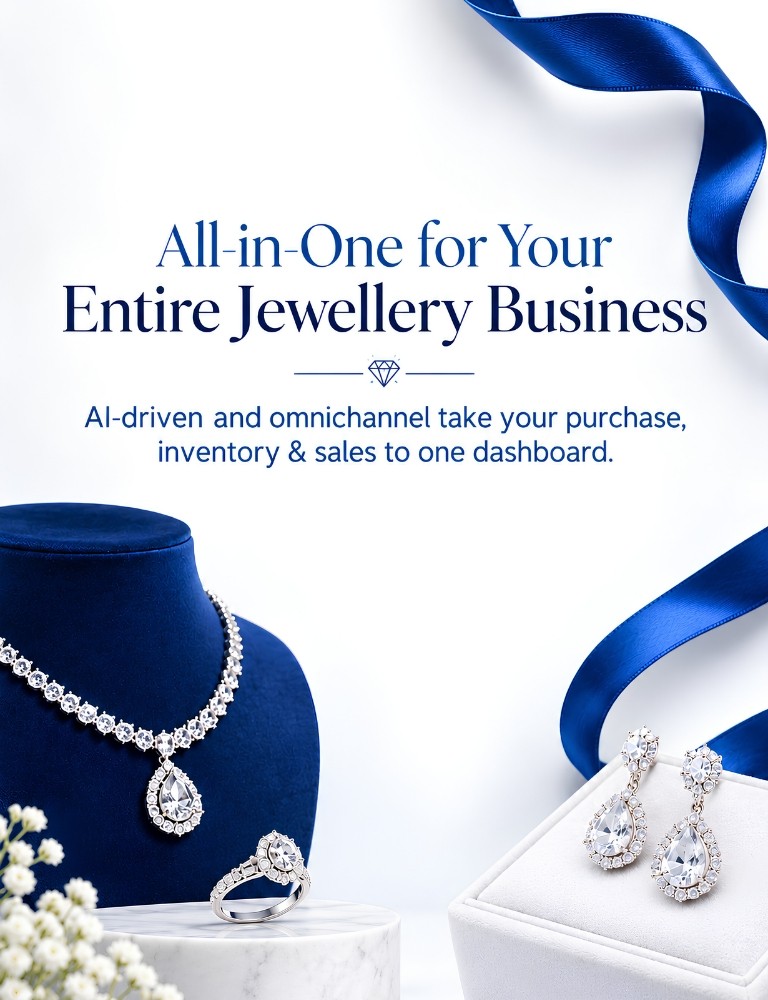 All-in-One for Your
Entire Jewellery Business
AI-driven and omnichannel take your purchase,
inventory & sales to one dashboard.